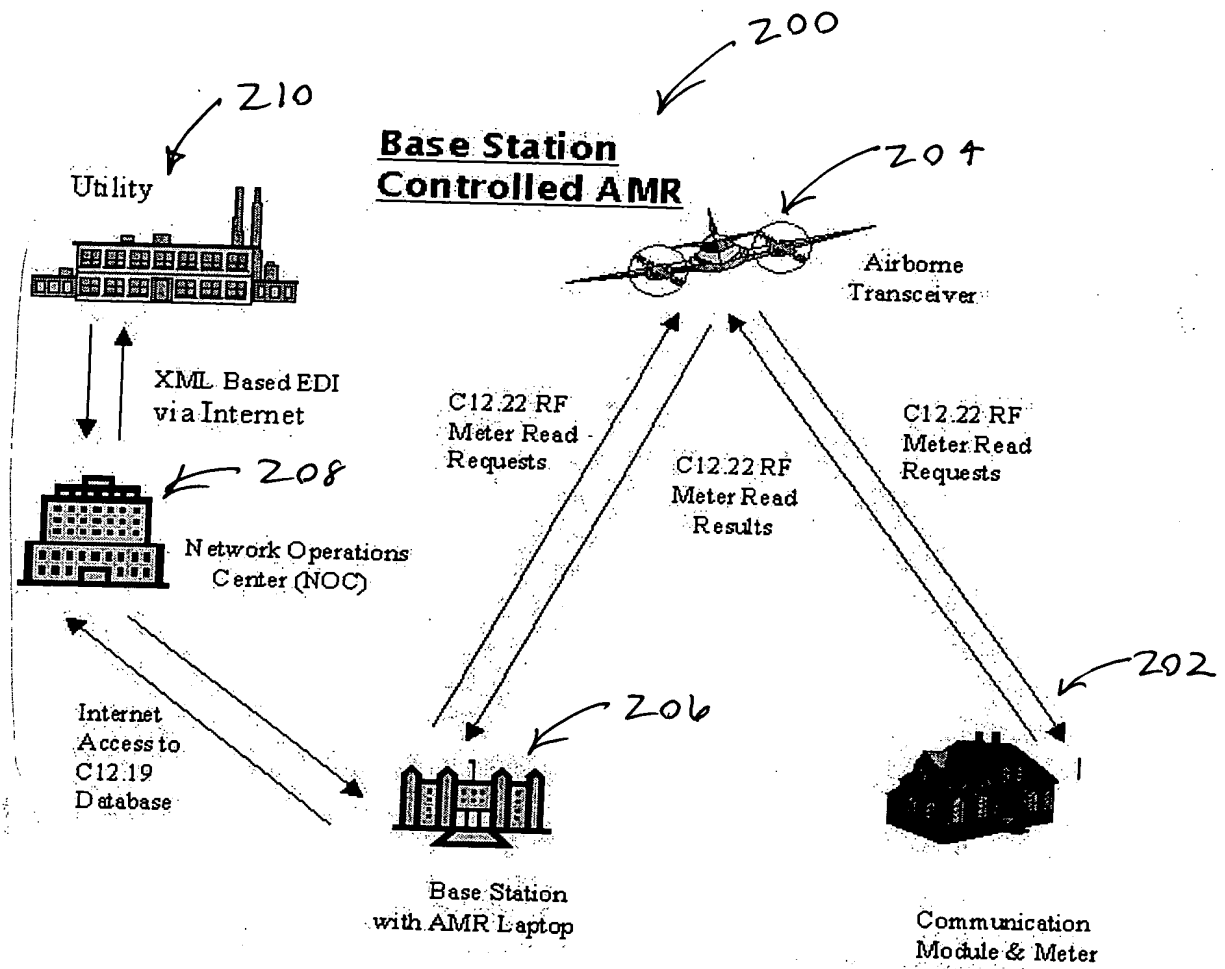 200
210
Base Station
Controlled AMR
204
Utility
Airborne
Transceiver
XML Based EDI
via Internet
C12.22 RF
Meter Read
Requests
C12.22 RF
Meter Read
Results
C12.22 RF
Meter Read
Requests
208
Network Operations
Center (NOC)
202
206
Internet
Access to
C12.19
Database
Base Station
with AMR Laptop
Communication
Module & Meter